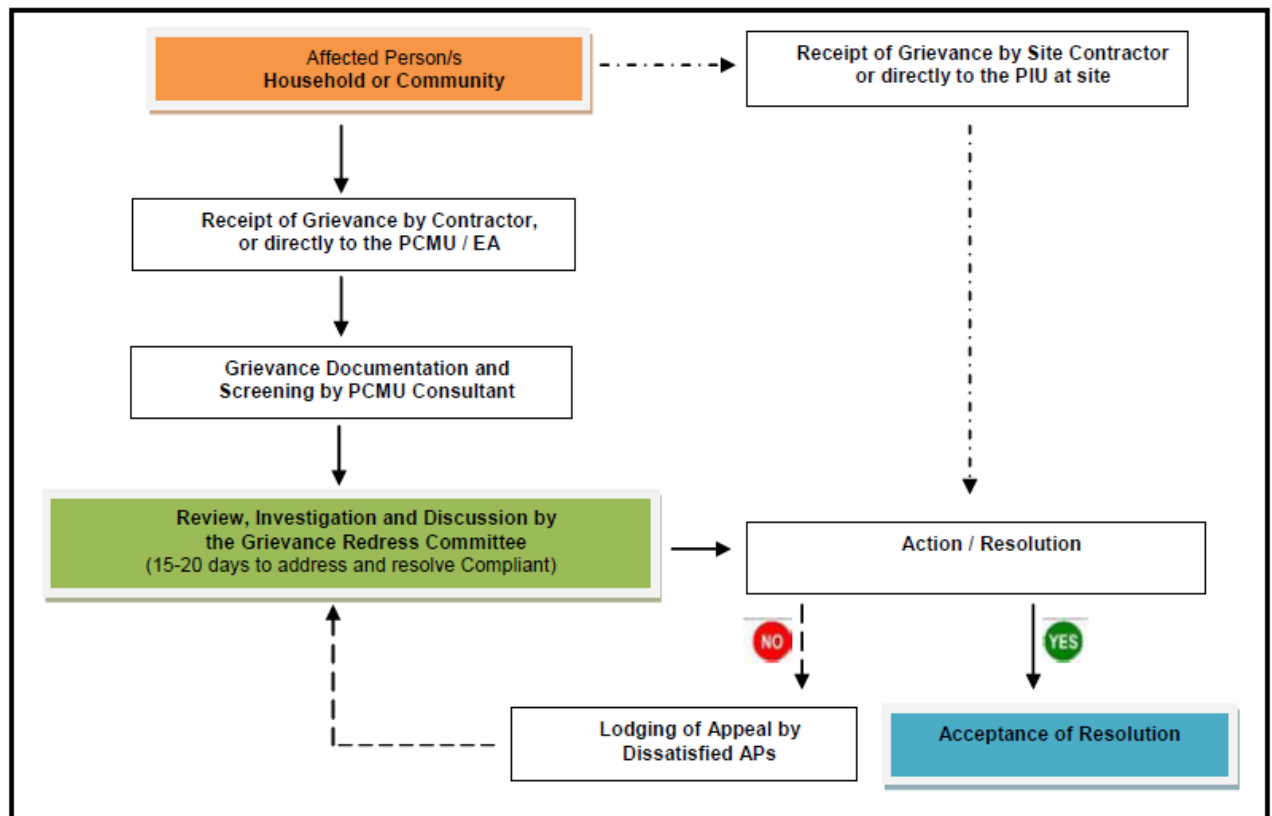 Affected Person/s
Household or Community
Receipt of Grievance by Site Contractor
or directly to the PIU at site
Receipt of Grievance by Contractor,
or directly to the PCMU / EA
Grievance Documentation and
Screening by PCMU Consultant
Review, Investigation and Discussion by
the Grievance Redress Committee
(15-20 days to address and resolve Compliant)
Action / Resolution
NO
YES
Lodging of Appeal by
Dissatisfied APs
Acceptance of Resolution